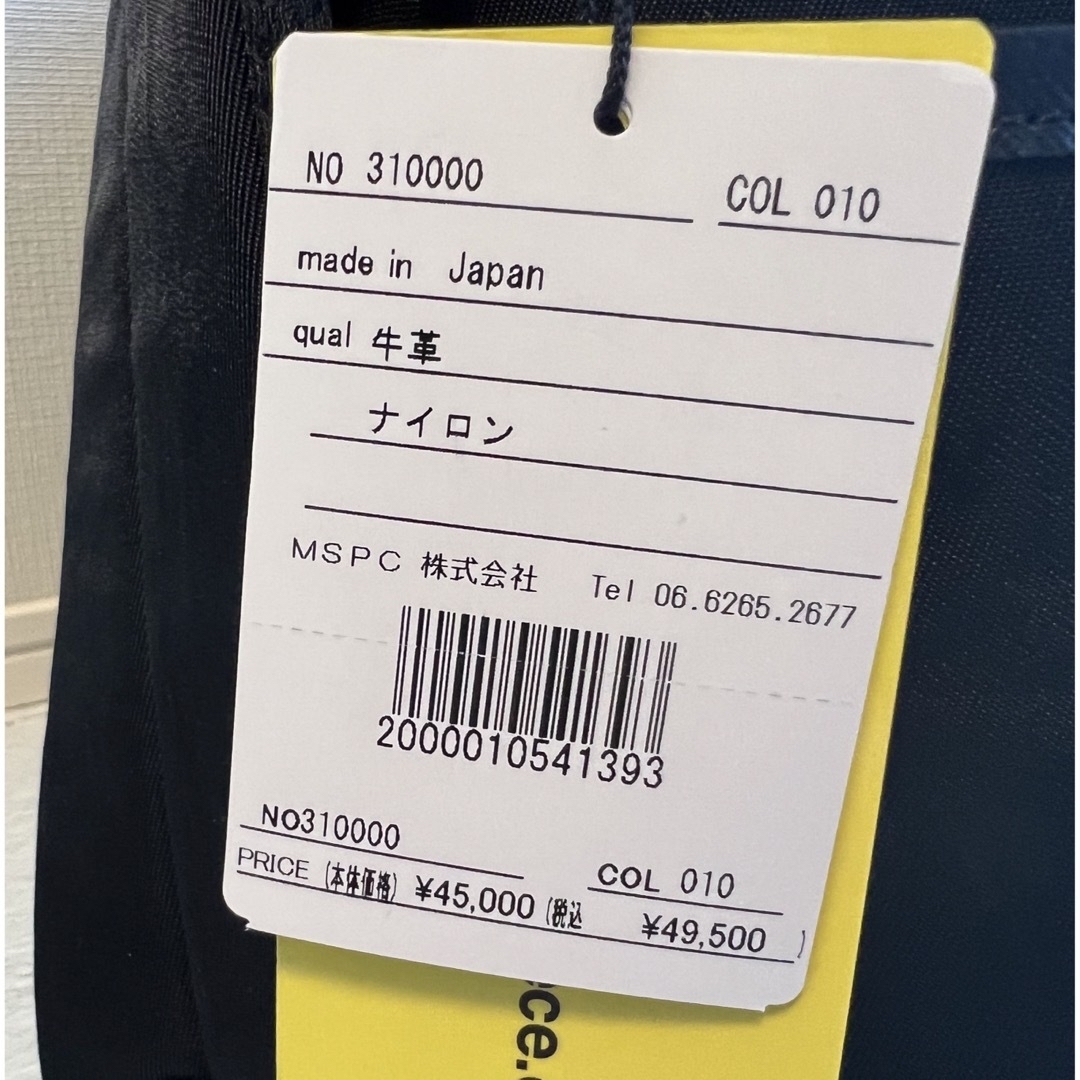 NO 310000
COL 010
made in Japan
qual 牛革
ナイロン
MSPC 株式会社 Tel 06.6265.2677
2000010541393
NO310000
COL 010
PRICE (本体価格) ¥45,000 (税込 ¥49,500 )
ce.